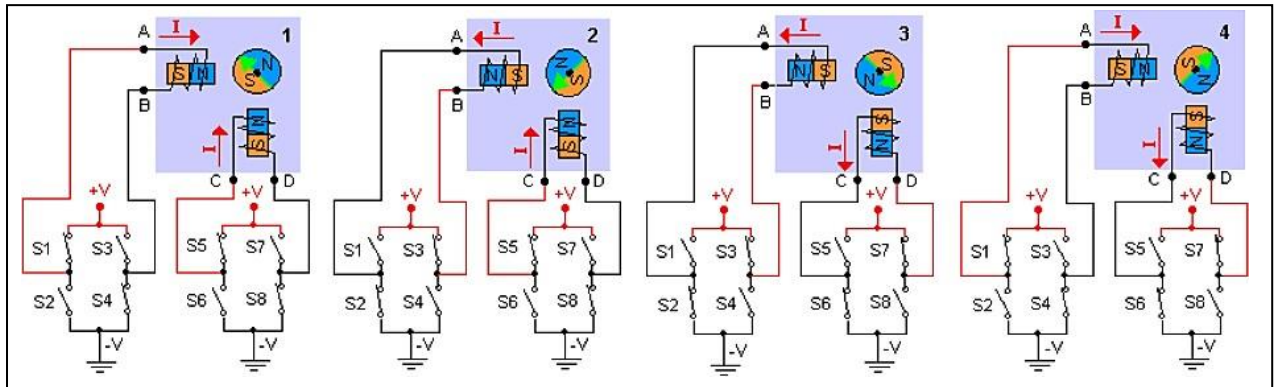 A I 1
S N
N
S
B
N
S
I
C D
+V +V
S1 S3 S5 S7
S2 S4 S6 S8
-V -V
A I 2
N S
N
S
B
N
S
I
C D
+V +V
S1 S3 S5 S7
S2 S4 S6 S8
-V -V
A I 3
N S
S
N
B
S
N
I
C D
+V +V
S1 S3 S5 S7
S2 S4 S6 S8
-V -V
A I 4
S N
S
N
B
S
N
I
C D
+V +V
S1 S3 S5 S7
S2 S4 S6 S8
-V -V